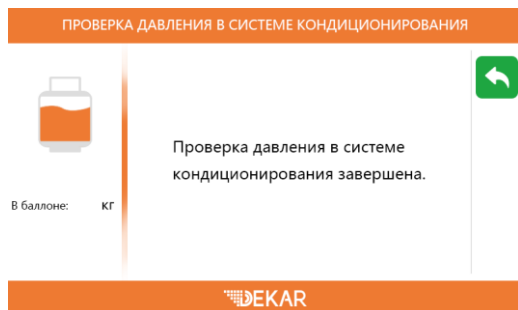 ПРОВЕРКА ДАВЛЕНИЯ В СИСТЕМЕ КОНДИЦИОНИРОВАНИЯ
Проверка давления в системе
кондиционирования завершена.
В баллоне: кг
DEKAR